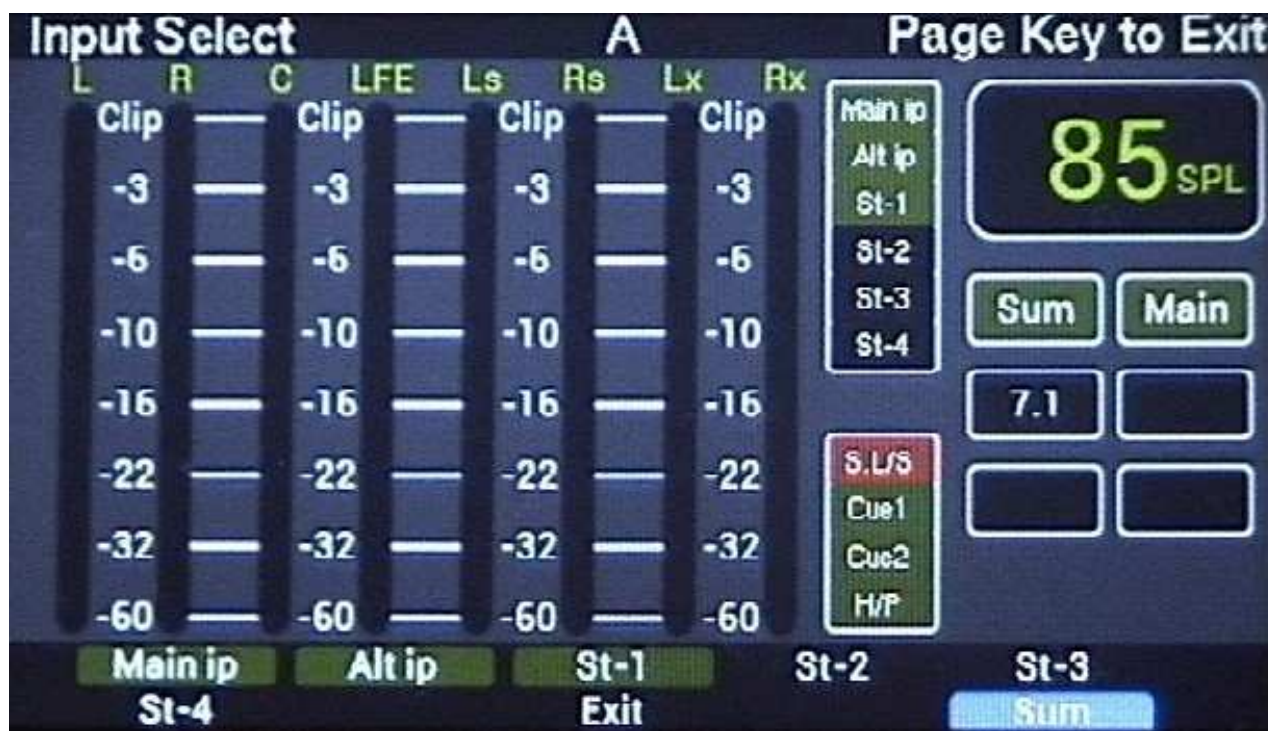 Input Select A Page Key to Exit
L R C LFE Ls Rs Lx Rx
Clip Clip Clip Clip
-3 -3 -3 -3
-6 -6 -6 -6
-10 -10 -10 -10
-16 -16 -16 -16
-22 -22 -22 -22
-32 -32 -32 -32
-60 -60 -60 -60
Main ip
Alt ip
St-1
St-2
St-3
St-4
S.L/S
Cue1
Cue2
H/P
85 SPL
Sum Main
7.1
Main ip Alt ip St-1 St-2 St-3
St-4 Exit Sum